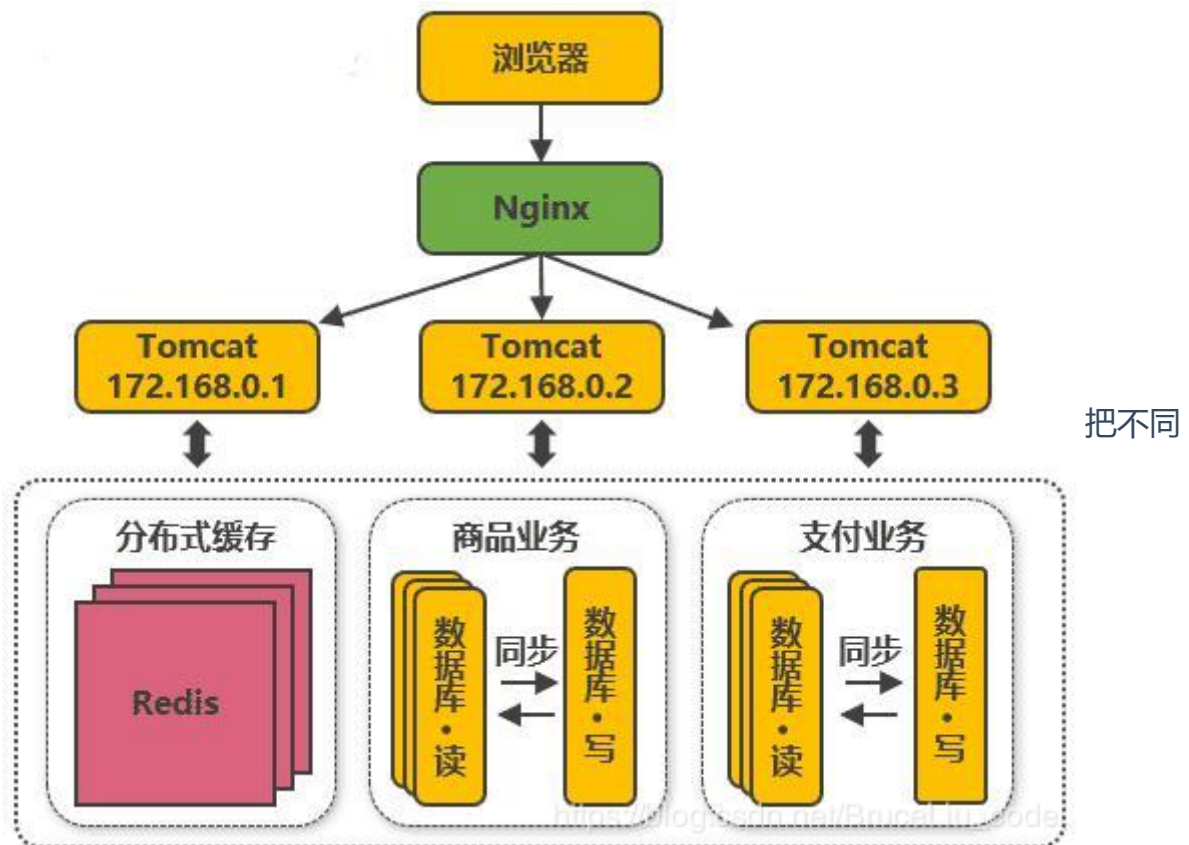 浏览器
Nginx
Tomcat
172.168.0.1
Tomcat
172.168.0.2
Tomcat
172.168.0.3
把不同
分布式缓存
Redis
商品业务
数据库·读
同步
数据库·写
支付业务
数据库·读
同步
数据库·写